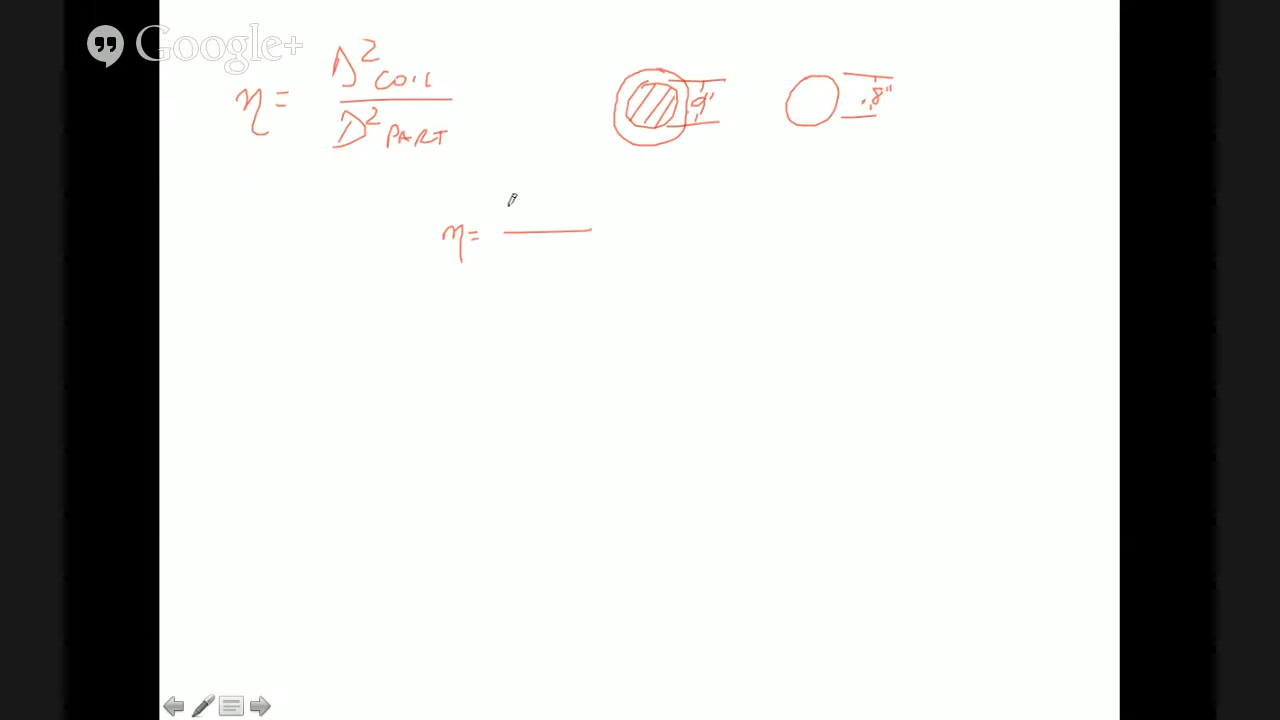 Google+
η = D² COIL / D² PART
.9"
.8"
η =